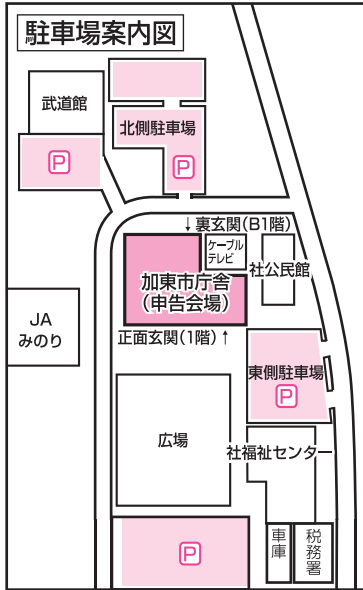 駐車場案内図
武道館
北側駐車場
P
P
↓裏玄関(B1階)
ケーブル
テレビ
社公民館
加東市庁舎
(申告会場)
JA
みのり
正面玄関(1階)↑
東側駐車場
P
広場
社福祉センター
車庫
税務署
P